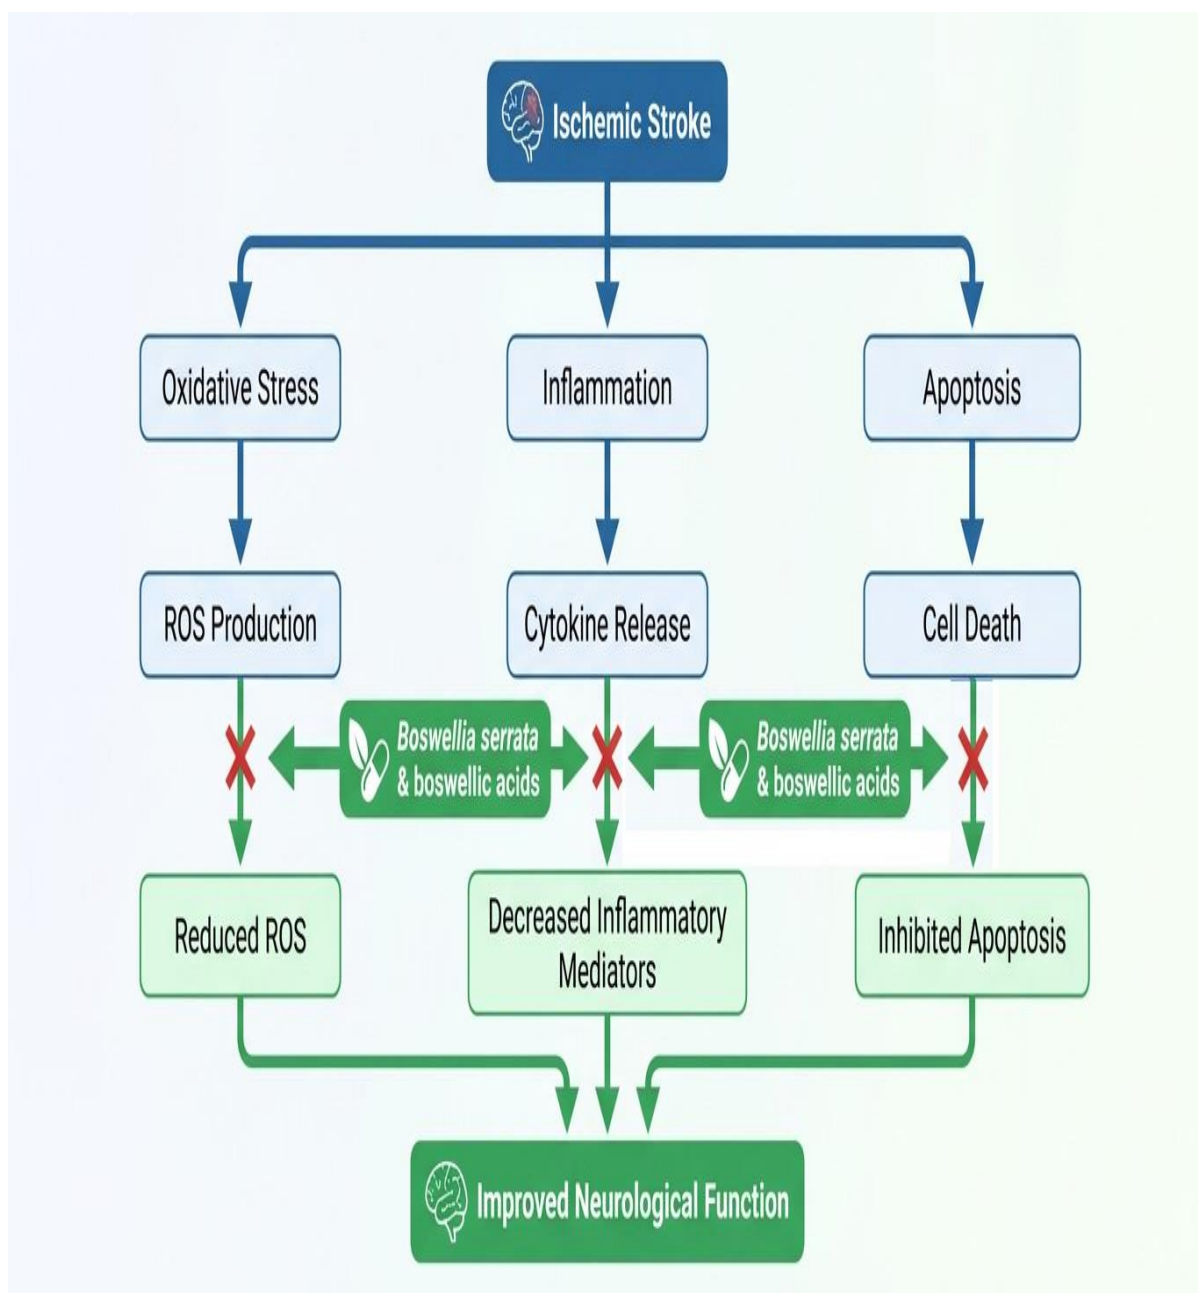 Ischemic Stroke
Oxidative Stress
Inflammation
Apoptosis
ROS Production
Cytokine Release
Cell Death
Boswellia serrata
& boswellic acids
Boswellia serrata
& boswellic acids
Reduced ROS
Decreased Inflammatory
Mediators
Inhibited Apoptosis
Improved Neurological Function